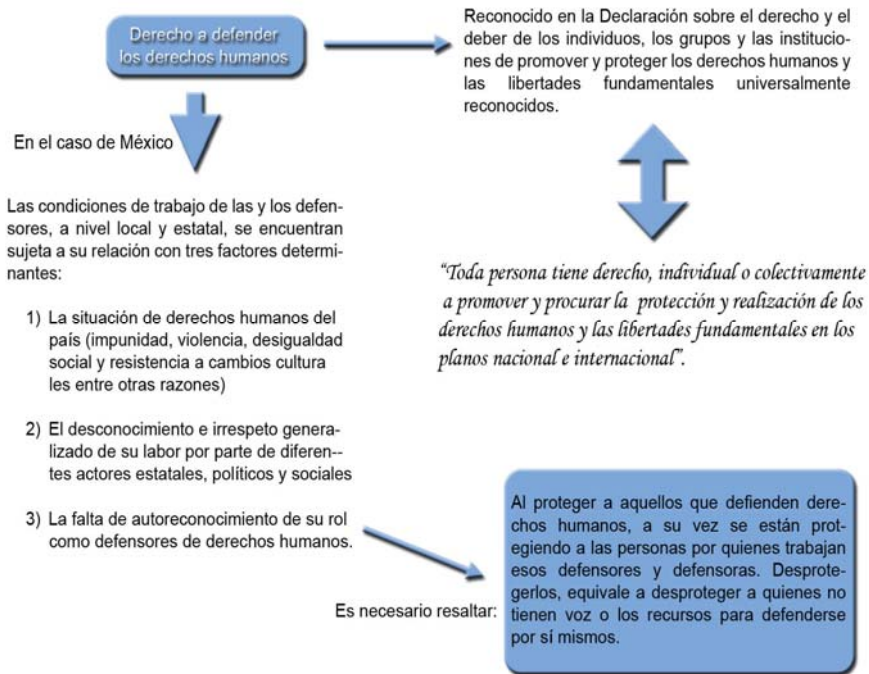 Derecho a defender
los derechos humanos
Reconocido en la Declaración sobre el derecho y el
deber de los individuos, los grupos y las institucio-
nes de promover y proteger los derechos humanos y
las libertades fundamentales universalmente
reconocidos.
"Toda persona tiene derecho, individual o colectivamente
a promover y procurar la protección y realización de los
derechos humanos y las libertades fundamentales en los
planos nacional e internacional".
En el caso de México
Las condiciones de trabajo de las y los defen-
sores, a nivel local y estatal, se encuentran
sujeta a su relación con tres factores determi-
nantes:
1) La situación de derechos humanos del
país (impunidad, violencia, desigualdad
social y resistencia a cambios cultura
les entre otras razones)
2) El desconocimiento e irrespeto genera-
lizado de su labor por parte de diferen--
tes actores estatales, políticos y sociales
3) La falta de autoreconocimiento de su rol
como defensores de derechos humanos.
Es necesario resaltar:
Al proteger a aquellos que defienden dere-
chos humanos, a su vez se están prot-
egiendo a las personas por quienes trabajan
esos defensores y defensoras. Desprote-
gerlos, equivale a desproteger a quienes no
tienen voz o los recursos para defenderse
por sí mismos.